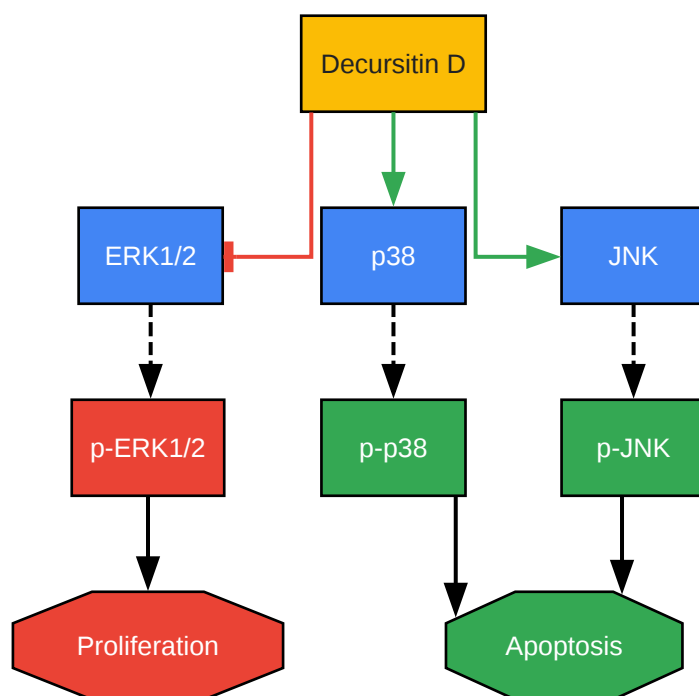 Decursitin D
ERK1/2
p38
JNK
p-ERK1/2
p-p38
p-JNK
Proliferation
Apoptosis